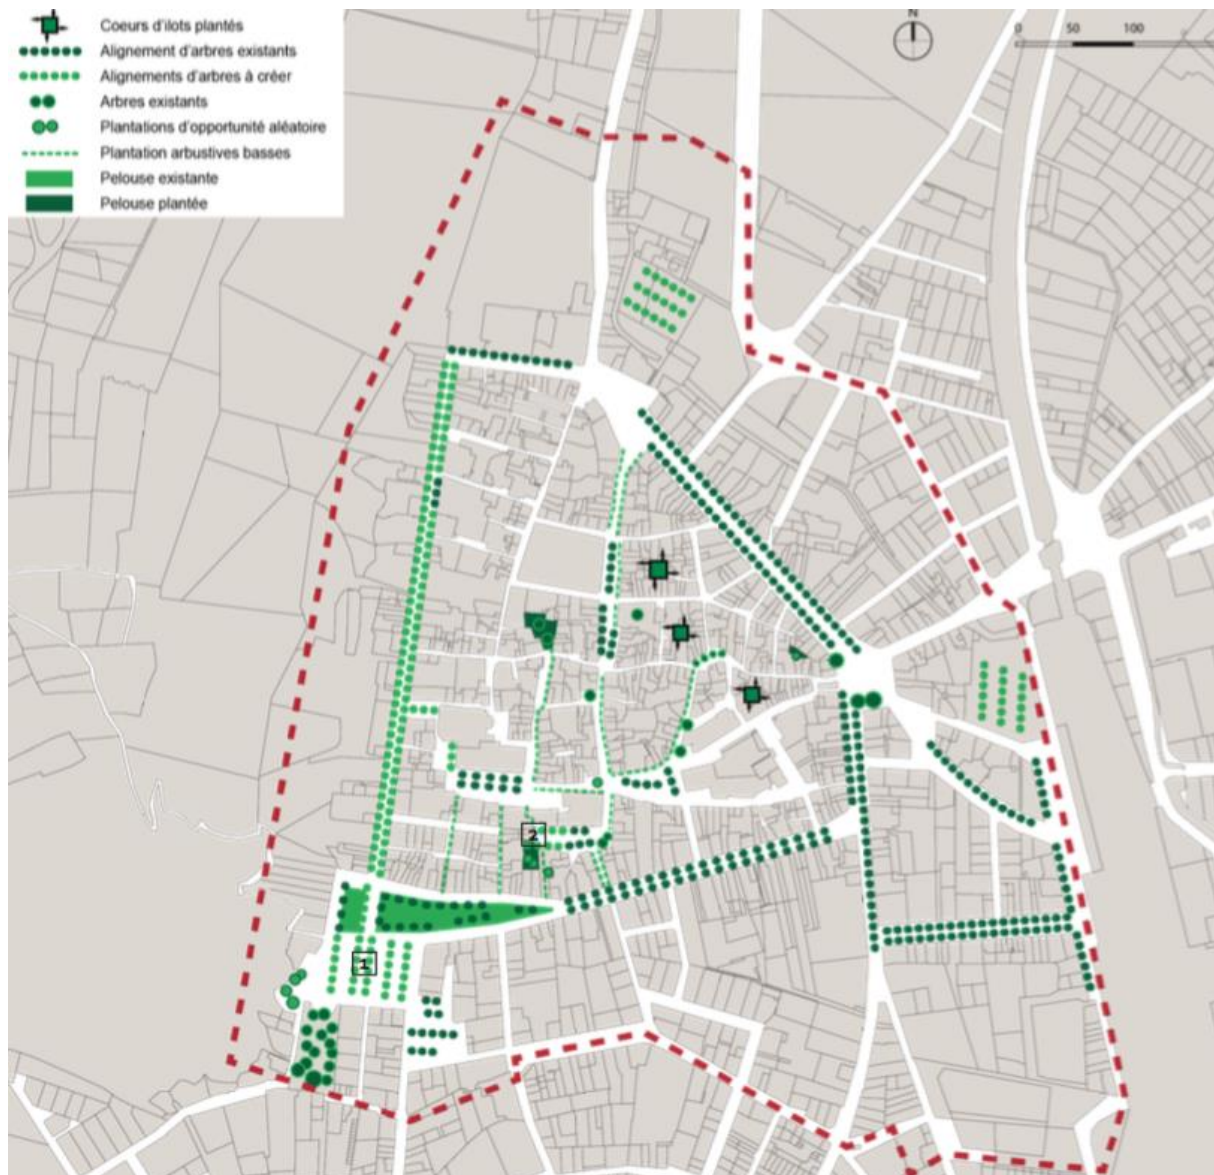 Coeurs d'ilots plantés
Alignement d'arbres existants
Alignements d'arbres à créer
Arbres existants
Plantations d'opportunité aléatoire
Plantation arbustives basses
Pelouse existante
Pelouse plantée
N
0 50 100
2
1